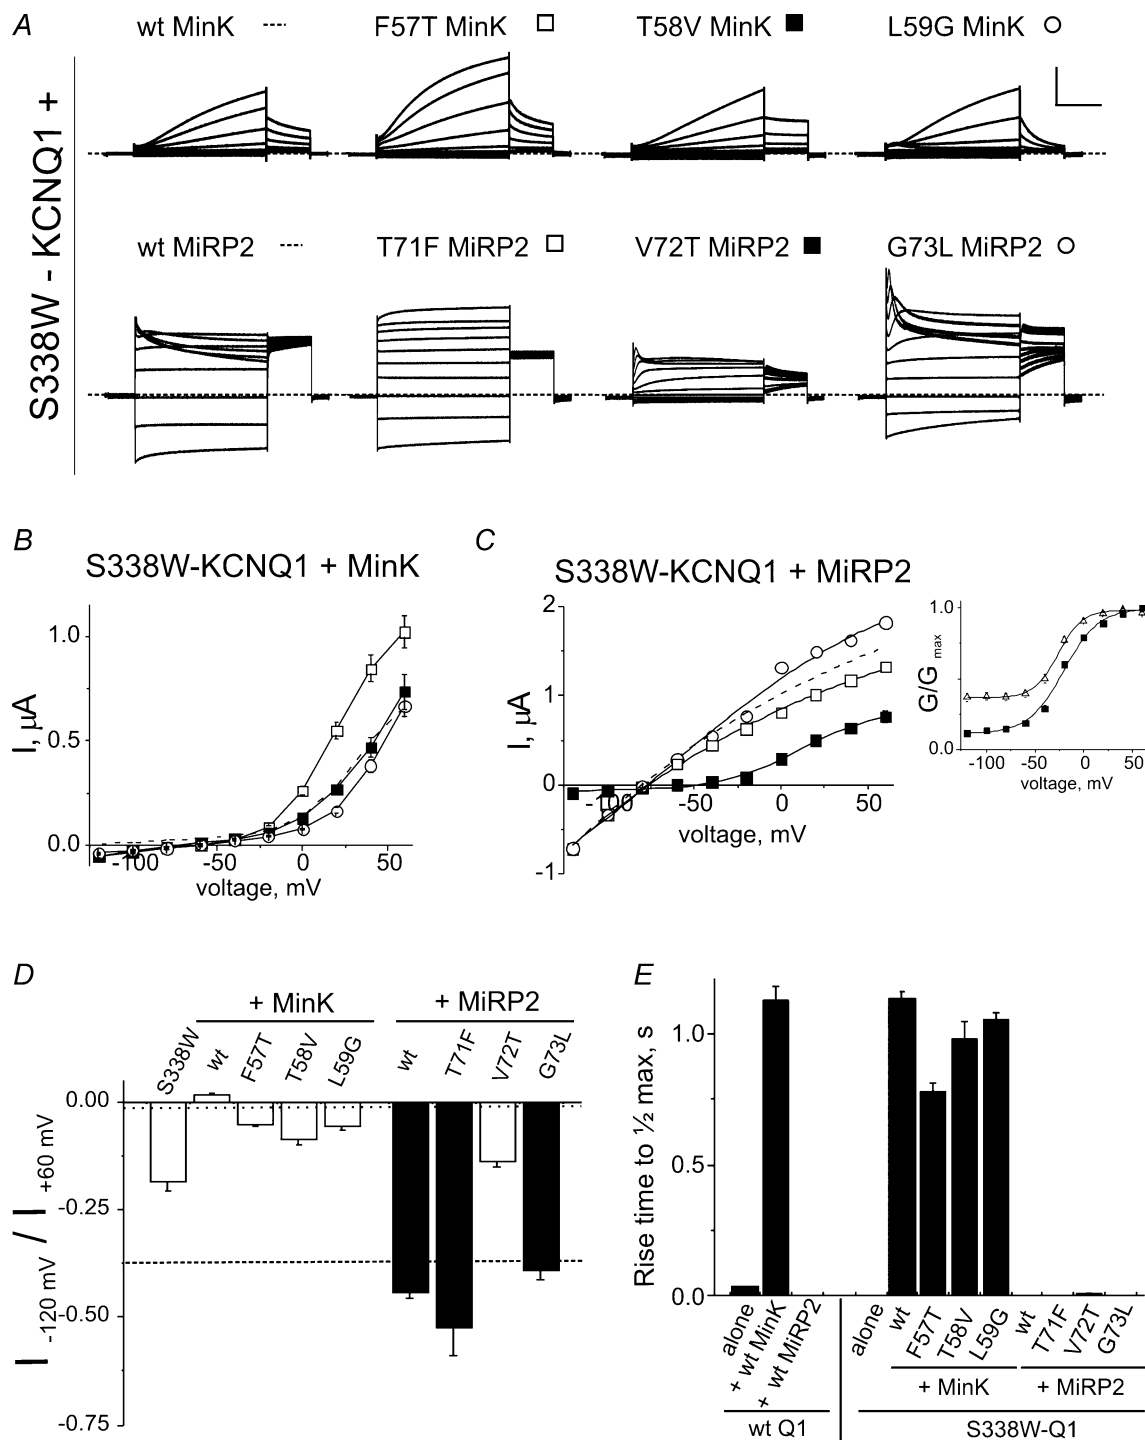 A
wt MinK
F57T MinK
T58V MinK
L59G MinK
S338W - KCNQ1 +
wt MiRP2
T71F MiRP2
V72T MiRP2
G73L MiRP2
B
S338W-KCNQ1 + MinK
1.0
0.5
0.0
I, µA
-100
-50
0
50
voltage, mV
C
S338W-KCNQ1 + MiRP2
2
1
0
-1
I, µA
-100
-50
0
50
voltage, mV
1.0
0.0
G/G max
-100
-50
0
50
voltage, mV
D
+ MinK
+ MiRP2
S338W
wt
F57T
T58V
L59G
wt
T71F
V72T
G73L
0.00
-0.25
-0.50
-0.75
I -120 mV / I +60 mV
E
1.0
0.5
0.0
Rise time to ½ max, s
alone
+ wt MinK
+ wt MiRP2
alone
wt
F57T
T58V
L59G
wt
T71F
V72T
G73L
+ MinK
+ MiRP2
wt Q1
S338W-Q1